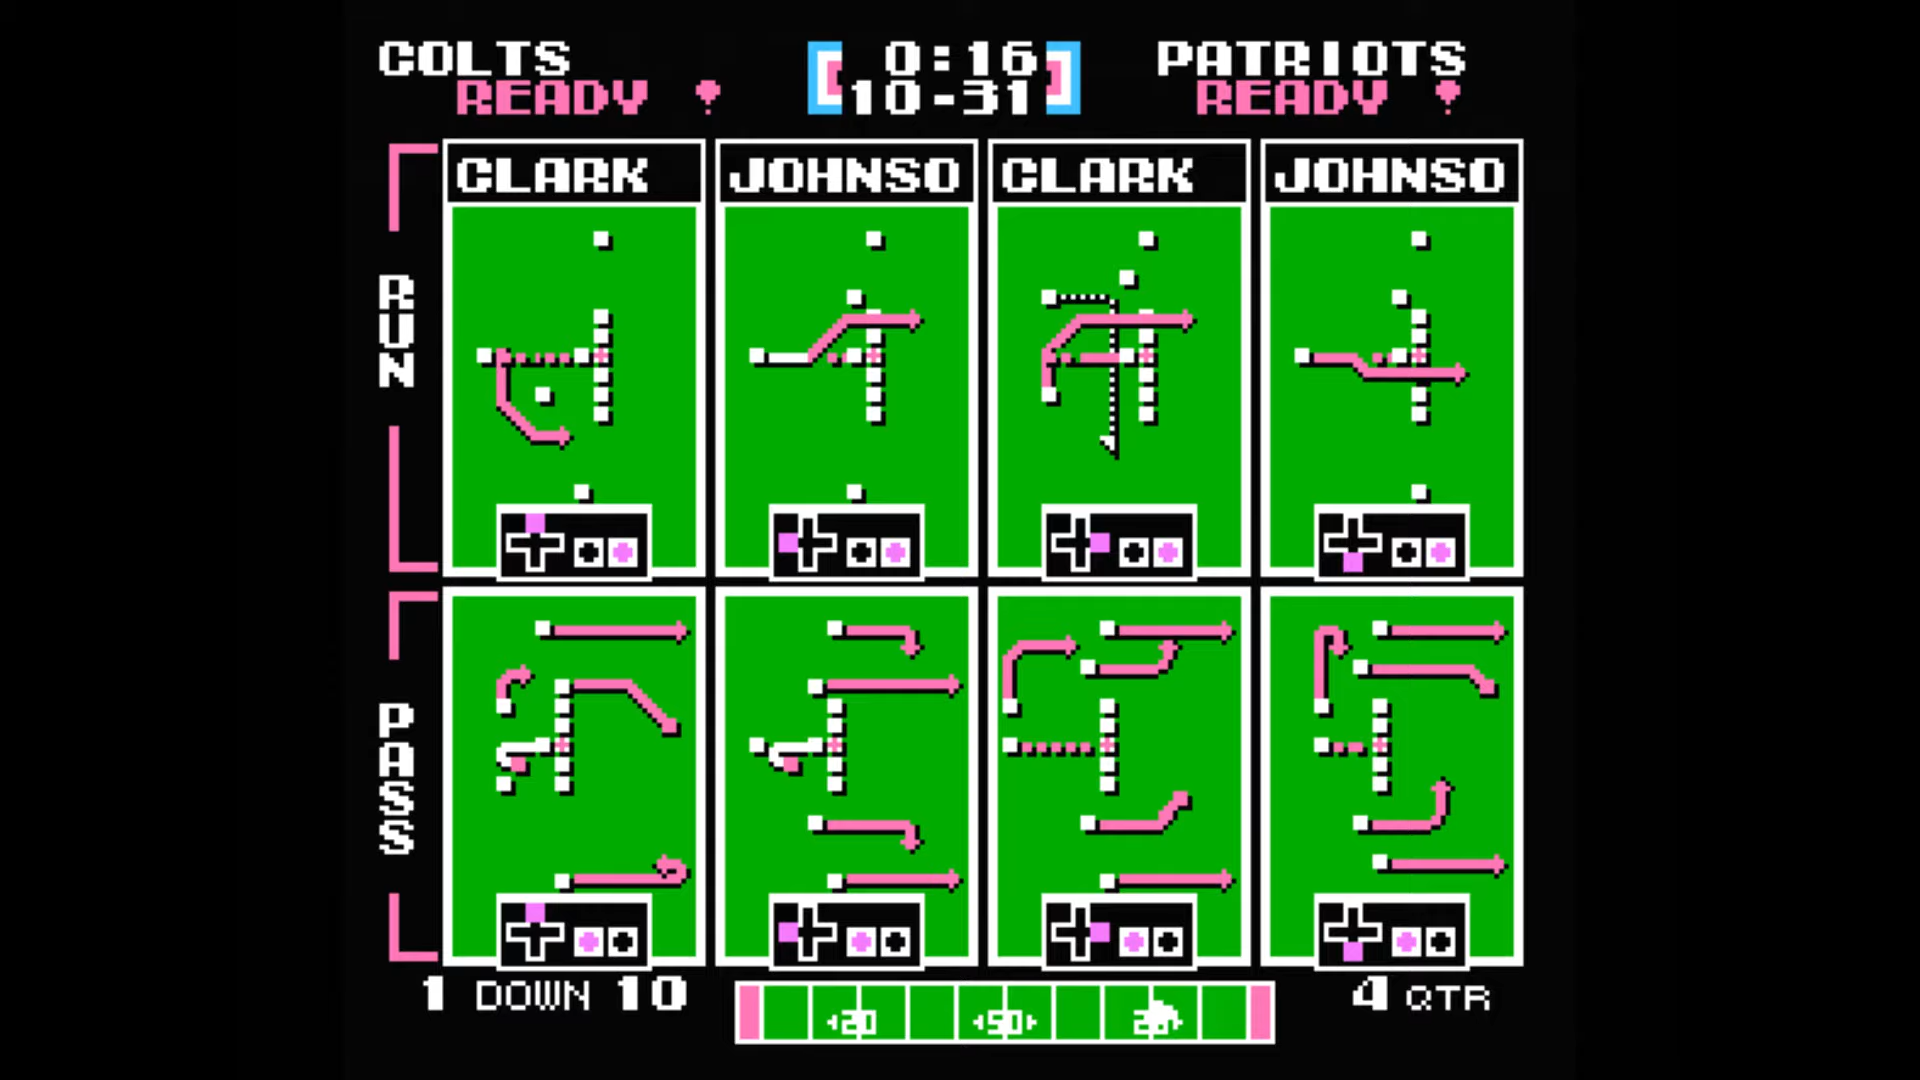 COLTS 0:16 PATRIOTS
READY ! 10-31 READY !
CLARK JOHNSO CLARK JOHNSO
RUN
PASS
1 DOWN 10 4 QTR
20 50 20